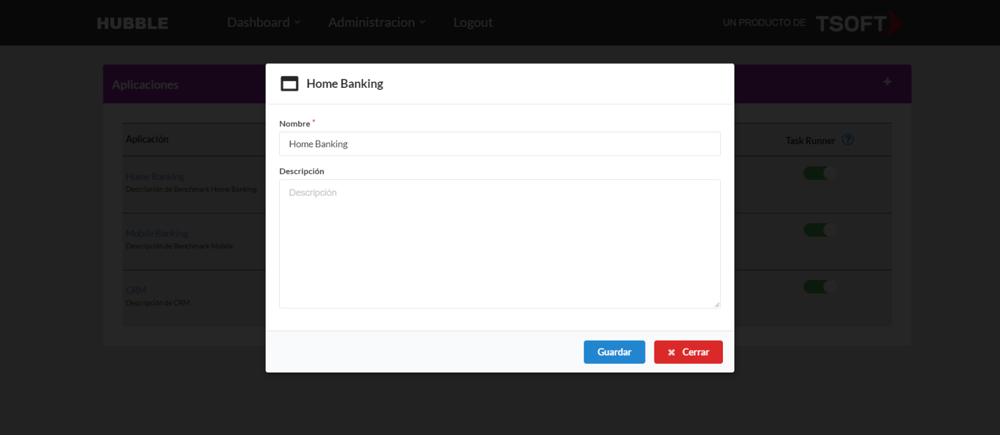 HUBBLE Dashboard Administracion Logout UN PRODUCTO DE TSOFT
Aplicaciones +
Home Banking
Nombre *
Home Banking
Descripción
Descripción
Guardar ✖ Cerrar
Aplicación Task Runner ?
Home Banking
Descripción de Benchmark Home Banking
Mobile Banking
Descripción de Benchmark Mobile
CRM
Descripción de CRM